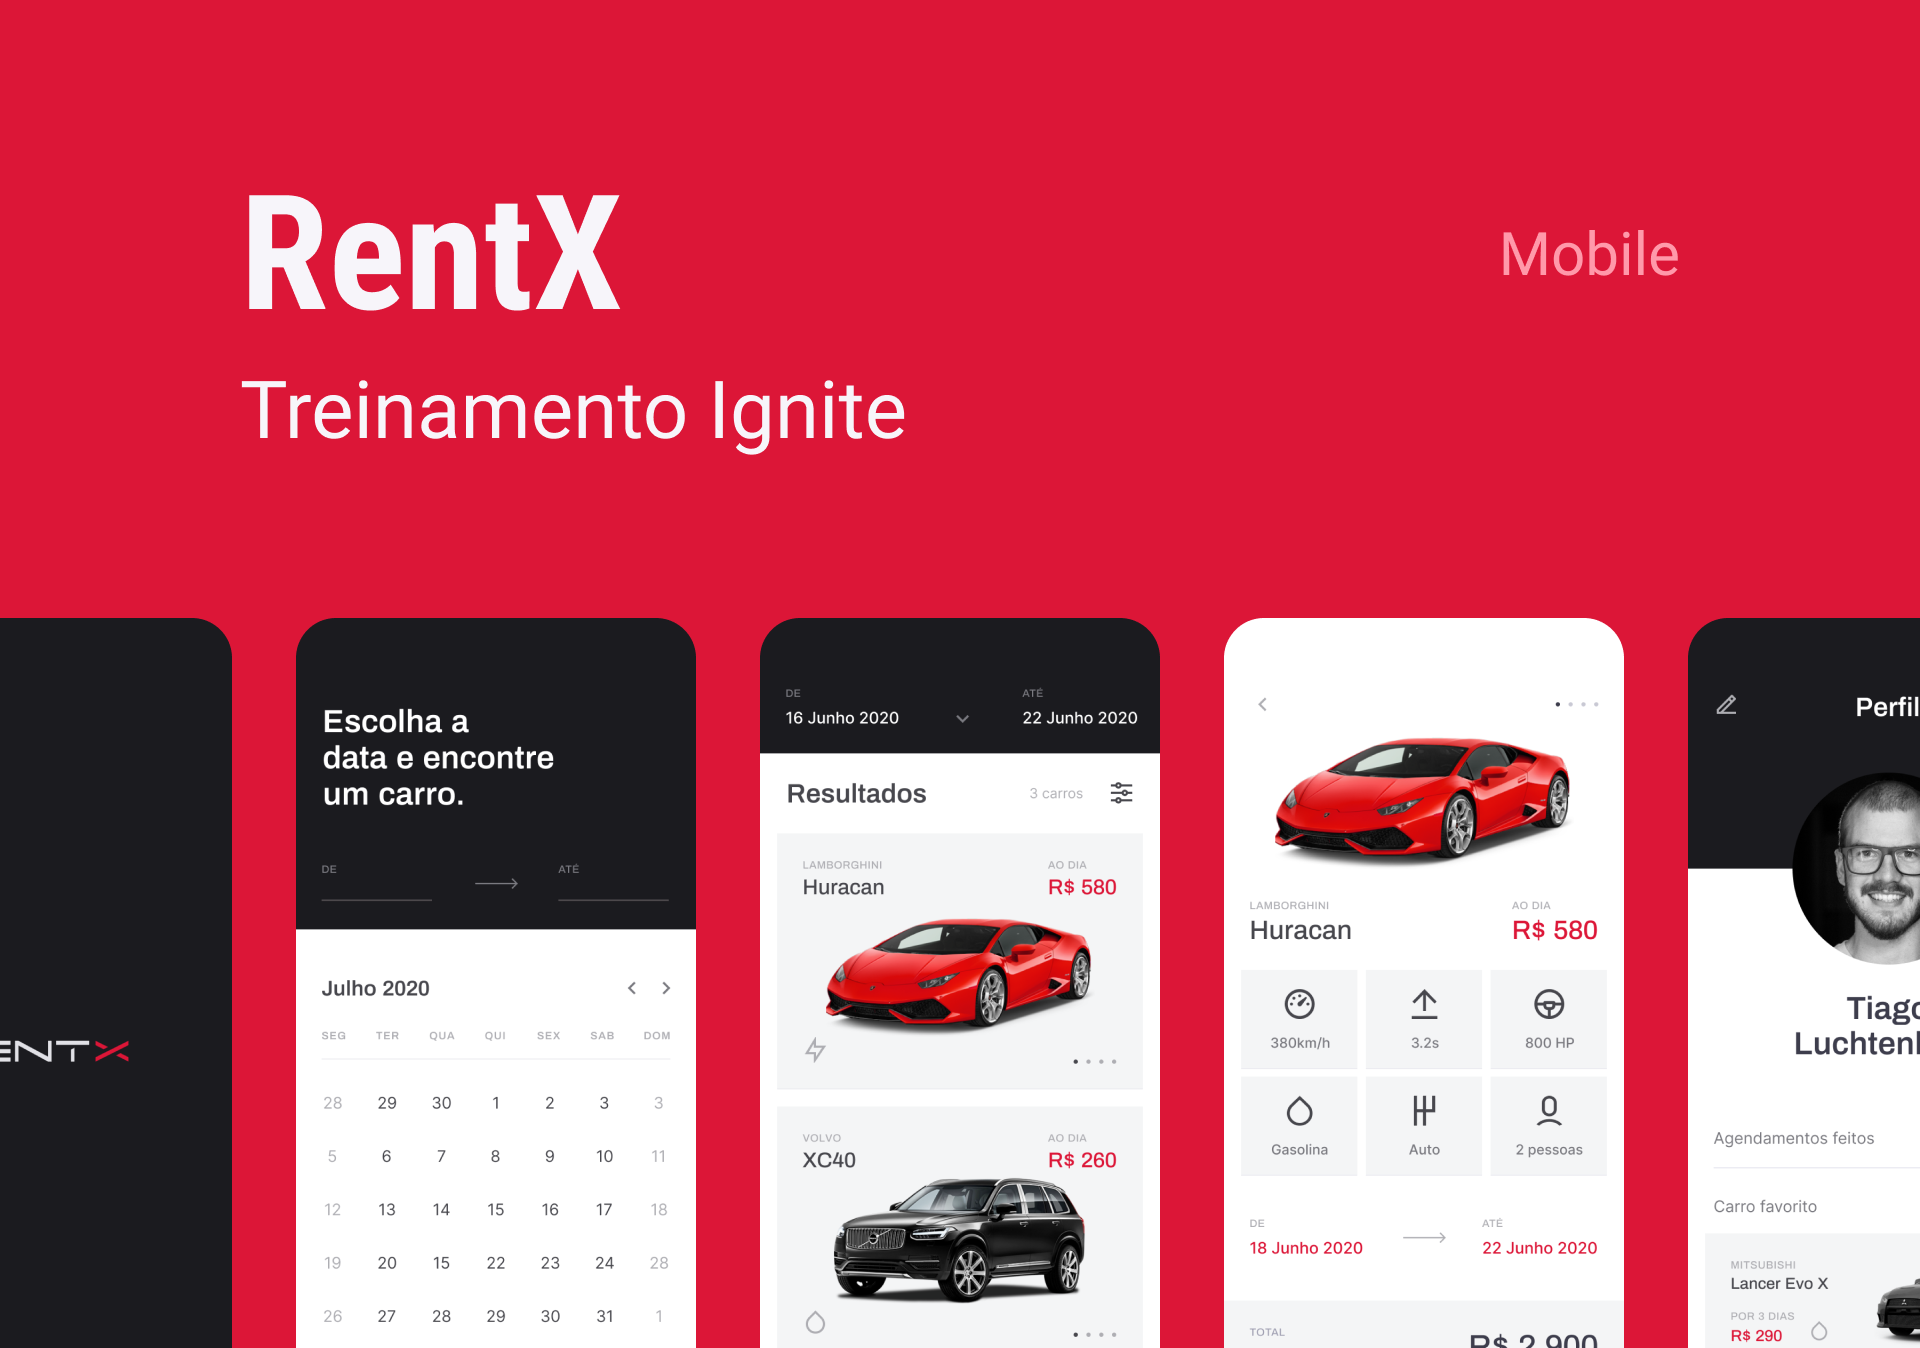 RentX
Mobile
Treinamento Ignite
ENTX
Escolha a
data e encontre
um carro.
DE
ATÉ
Julho 2020
SEG TER QUA QUI SEX SAB DOM
28 29 30 1 2 3 3
5 6 7 8 9 10 11
12 13 14 15 16 17 18
19 20 15 22 23 24 28
26 27 28 29 30 31 1
DE
ATÉ
16 Junho 2020
22 Junho 2020
Resultados
3 carros
LAMBORGHINI
AO DIA
Huracan
R$ 580
VOLVO
AO DIA
XC40
R$ 260
LAMBORGHINI
AO DIA
Huracan
R$ 580
380km/h
3.2s
800 HP
Gasolina
Auto
2 pessoas
DE
ATÉ
18 Junho 2020
22 Junho 2020
TOTAL
R$ 2.900
Perfil
Tiago
Luchten
Agendamentos feitos
Carro favorito
MITSUBISHI
Lancer Evo X
POR 3 DIAS
R$ 290